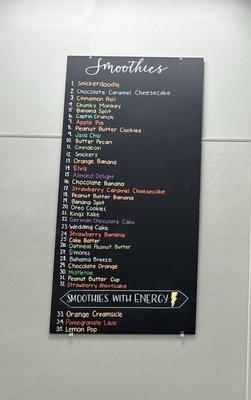 Smoothies
1. Snickerdoodle
2. Chocolate Caramel Cheesecake
3. Cinnamon Roll
4. Chunky Monkey
5. Banana Split
6. Captn Crunch
7. Apple Pie
8. Peanut Butter Cookies
9. Java Chip
10. Butter Pecan
11. Cinnabon
12. Snickers
13. Orange Banana
14. Elvis
15. Almond Delight
16. Chocolate Banana
17. Strawberry Caramel Cheesecake
18. Peanut Butter Banana
19. Banana Split
20. Oreo Cookies
21. Kings Kake
22. German Chocolate Cake
23. Wedding Cake
24. Strawberry Banana
25. Cake Batter
26. Oatmeal Peanut Butter
27. S'mores
28. Bahama Breeze
29. Chocolate Orange
30. Mistletoe
31. Peanut Butter Cup
32. Strawberry Shortcake
SMOOTHIES WITH ENERGY
33. Orange Creamsicle
34. Pomegranate Lava
35. Lemon Pop